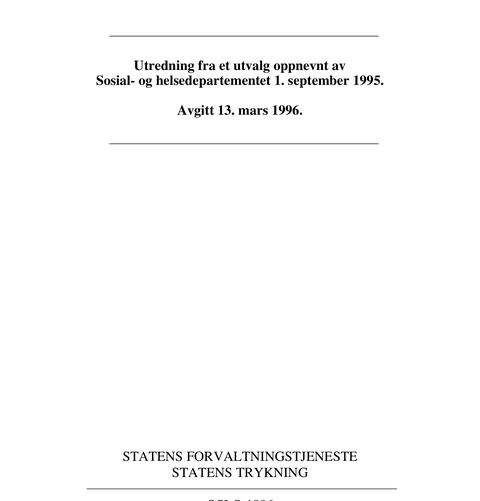 Utredning fra et utvalg oppnevnt av
Sosial- og helsedepartementet 1. september 1995.
Avgitt 13. mars 1996.
STATENS FORVALTNINGSTJENESTE
STATENS TRYKNING